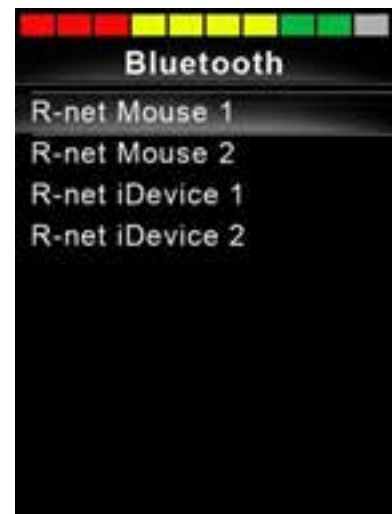 Bluetooth
R-net Mouse 1
R-net Mouse 2
R-net iDevice 1
R-net iDevice 2